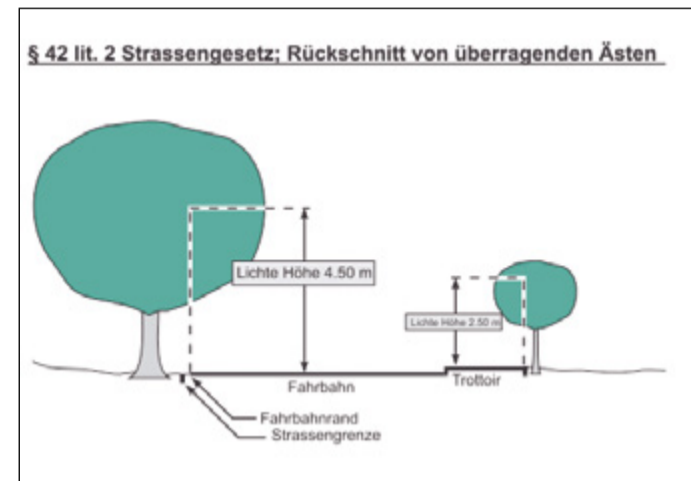 § 42 lit. 2 Strassengesetz; Rückschnitt von überragenden Ästen
Lichte Höhe 4.50 m
Lichte Höhe 2.50 m
Fahrbahn
Trottoir
Fahrbahnrand
Strassengrenze